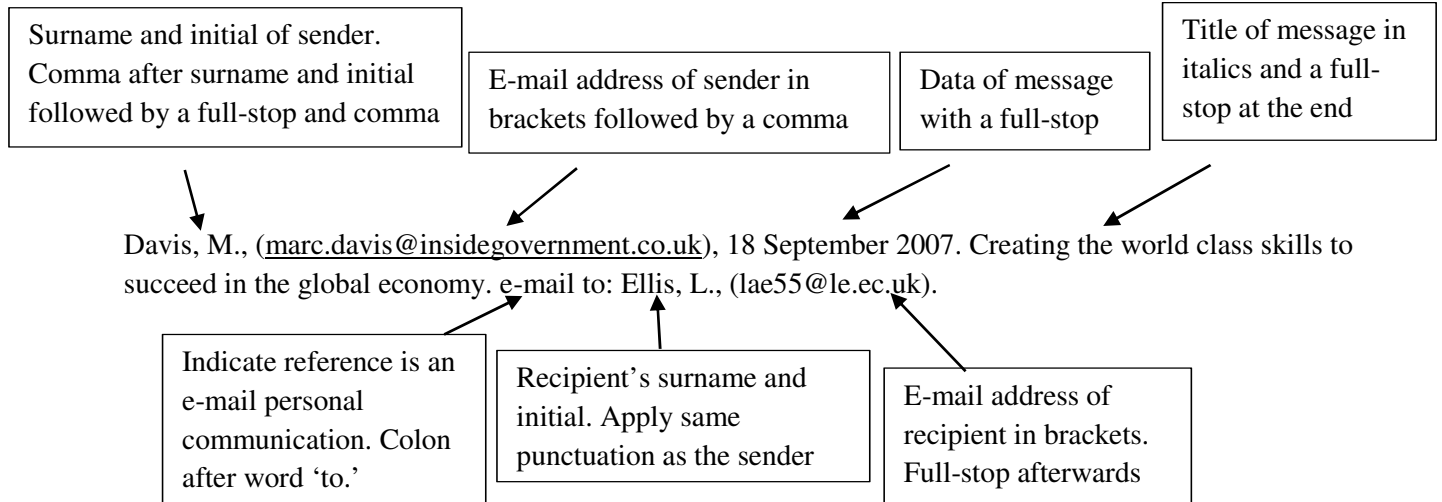 Surname and initial of sender.
Comma after surname and initial
followed by a full-stop and comma
E-mail address of sender in
brackets followed by a comma
Data of message
with a full-stop
Title of message in
italics and a full-
stop at the end
Davis, M., (marc.davis@insidegovernment.co.uk), 18 September 2007. Creating the world class skills to
succeed in the global economy. e-mail to: Ellis, L., (lae55@le.ec.uk).
Indicate reference is an
e-mail personal
communication. Colon
after word ‘to.’
Recipient’s surname and
initial. Apply same
punctuation as the sender
E-mail address of
recipient in brackets.
Full-stop afterwards